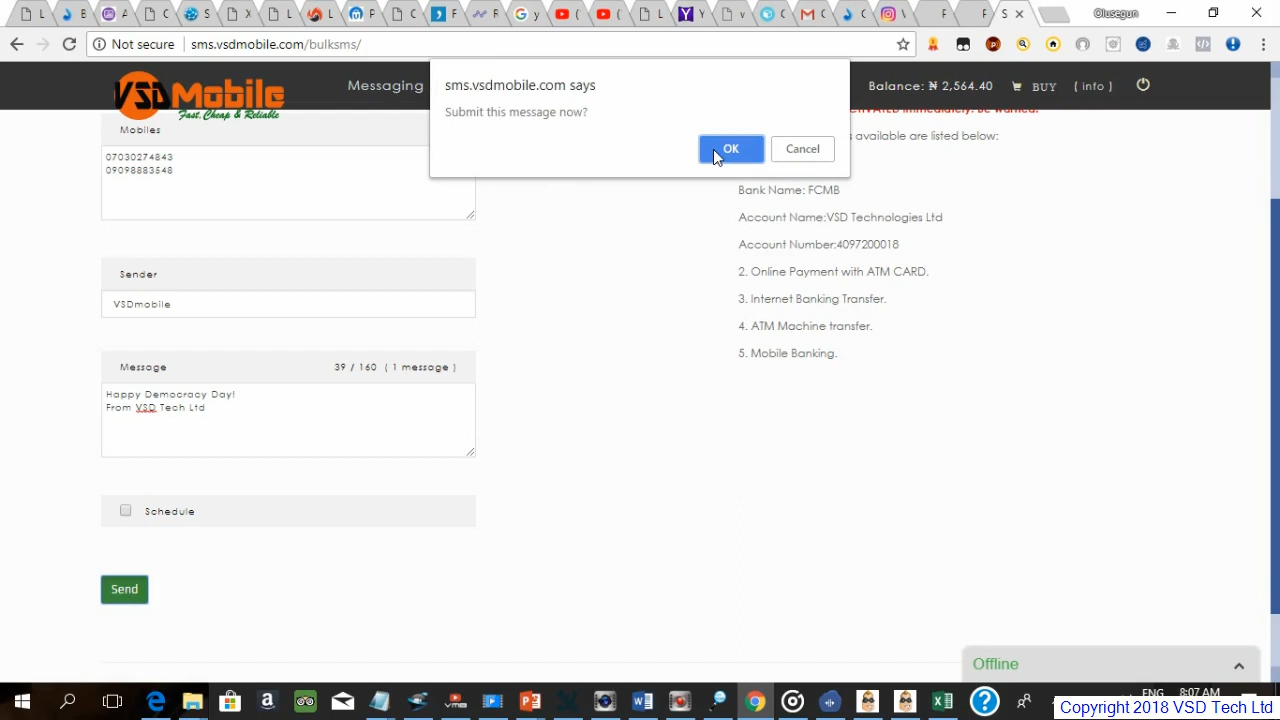 Olusegun
Not secure
sms.vsdmobile.com/bulksms/
VSD Mobile
Fast, Cheap & Reliable
Messaging
Balance: ₦ 2,564.40
BUY
( info )
sms.vsdmobile.com says
Submit this message now?
OK
Cancel
immediately. Be warned.
available are listed below:
Mobiles
07030274843
09098883548
Bank Name: FCMB
Account Name:VSD Technologies Ltd
Account Number:4097200018
2. Online Payment with ATM CARD.
3. Internet Banking Transfer.
4. ATM Machine transfer.
5. Mobile Banking.
Sender
VSDmobile
Message
39 / 160 ( 1 message )
Happy Democracy Day!
From VSD Tech Ltd
Schedule
Send
Offline
ENG
8:07 AM
Copyright 2018 VSD Tech Ltd